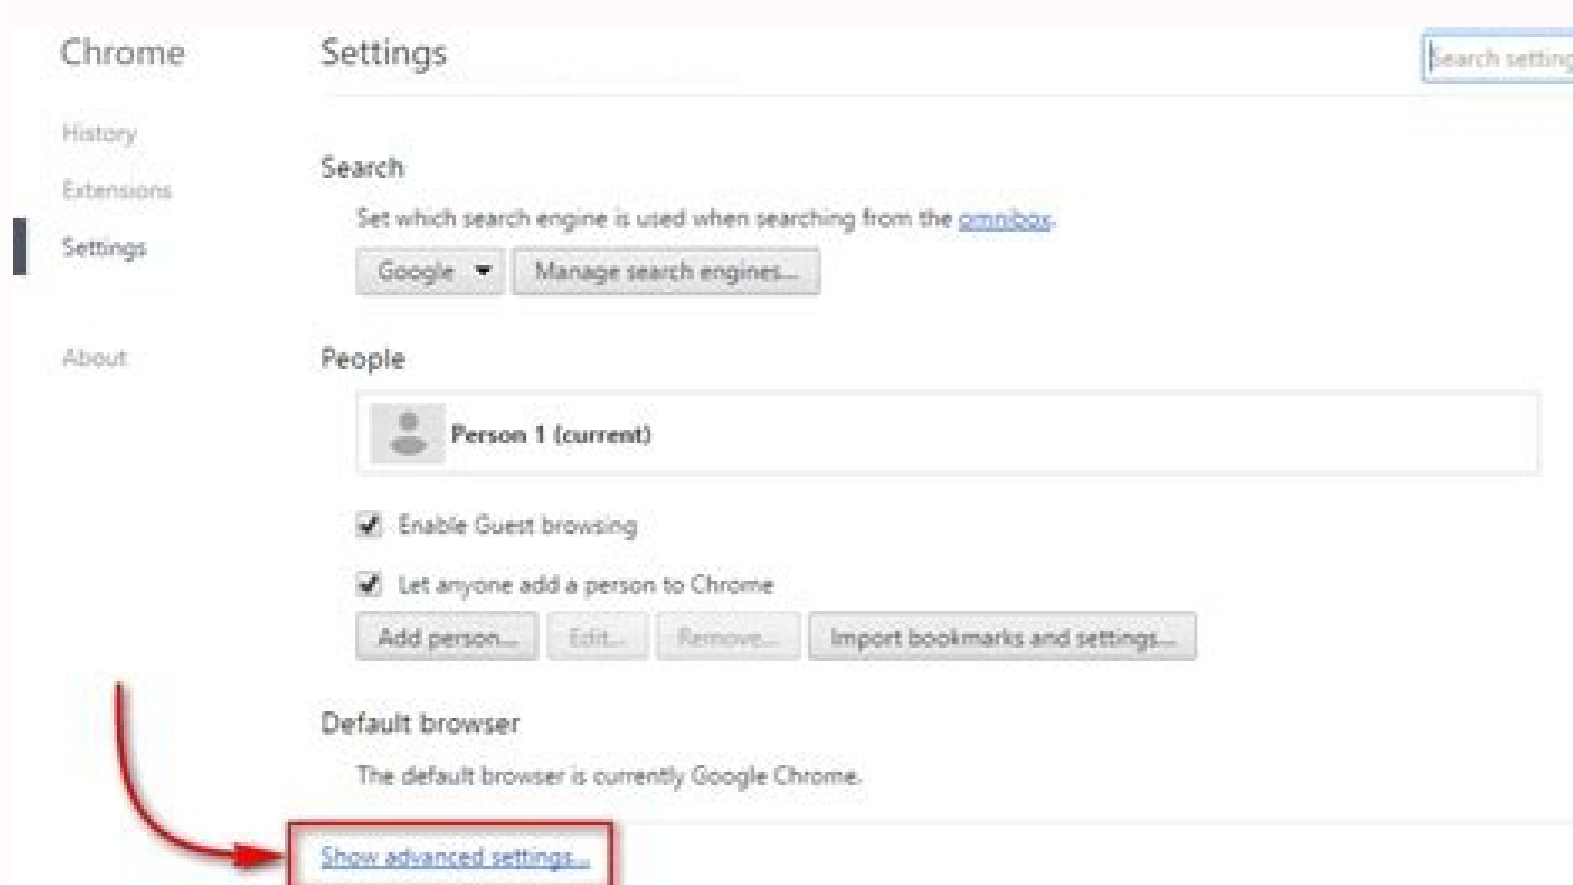 Chrome
Settings
Search setting
History
Extensions
Settings
About
Search
Set which search engine is used when searching from the omnibox.
Google
Manage search engines...
People
Person 1 (current)
Enable Guest browsing
Let anyone add a person to Chrome
Add person...
Edit...
Remove...
Import bookmarks and settings...
Default browser
The default browser is currently Google Chrome.
Show advanced settings...